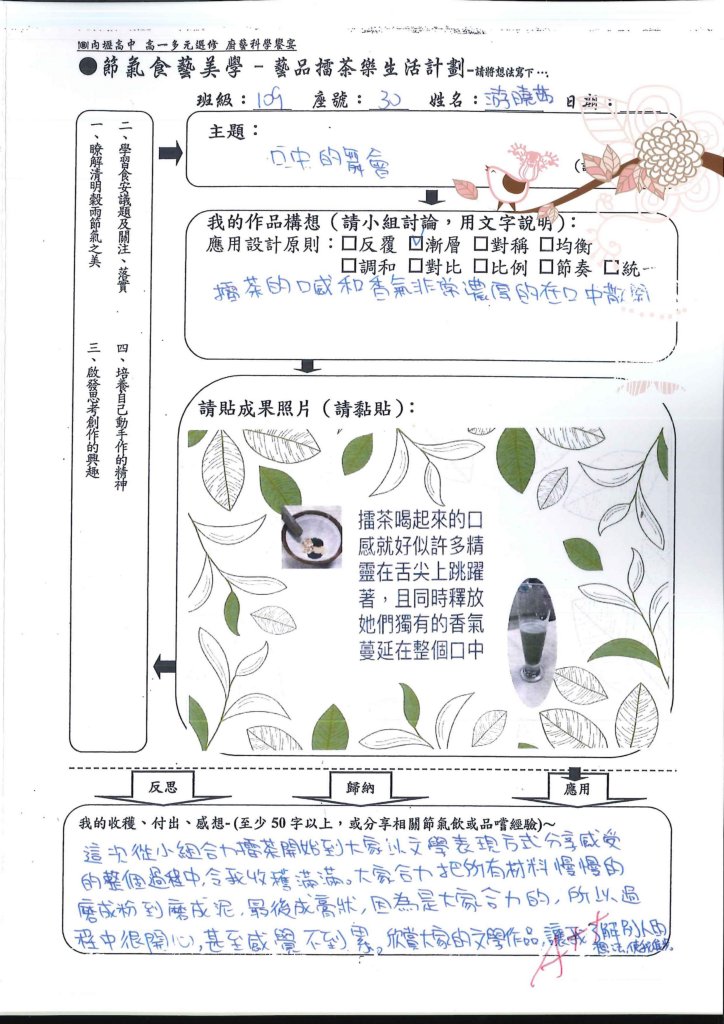 108內壢高中 高一多元選修 廚藝科學饗宴
●節氣食藝美學-藝品擂茶樂生活計劃-請將想法寫下…
班級：109 座號：30 姓名：游曉茜 日期：
一、瞭解清明穀雨節氣之美
二、學習食安議題及關注、落實
三、啟發思考創作的興趣
四、培養自己動手作的精神
主題：
口中的舞會
我的作品構想（請小組討論，用文字說明）：
應用設計原則：□反覆 ☑漸層 □對稱 □均衡
□調和 □對比 □比例 □節奏 □統一
擂茶的口感和香氣非常濃厚的在口中散開
請貼成果照片（請黏貼）：
擂茶喝起來的口
感就好似許多精
靈在舌尖上跳躍
著，且同時釋放
她們獨有的香氣
蔓延在整個口中
反思 歸納 應用
我的收穫、付出、感想-(至少50字以上，或分享相關節氣飲或品嚐經驗)～
這次從小組合力擂茶開始到大家以文學表現方式分享感受
的整個過程中,令我收穫滿滿。大家合力把所有材料慢慢的
磨成粉到磨成泥,最後成膏狀,因為是大家合力的,所以過
程中很開心,甚至感覺不到累。欣賞大家的文學作品,讓我了解別人的
想法,